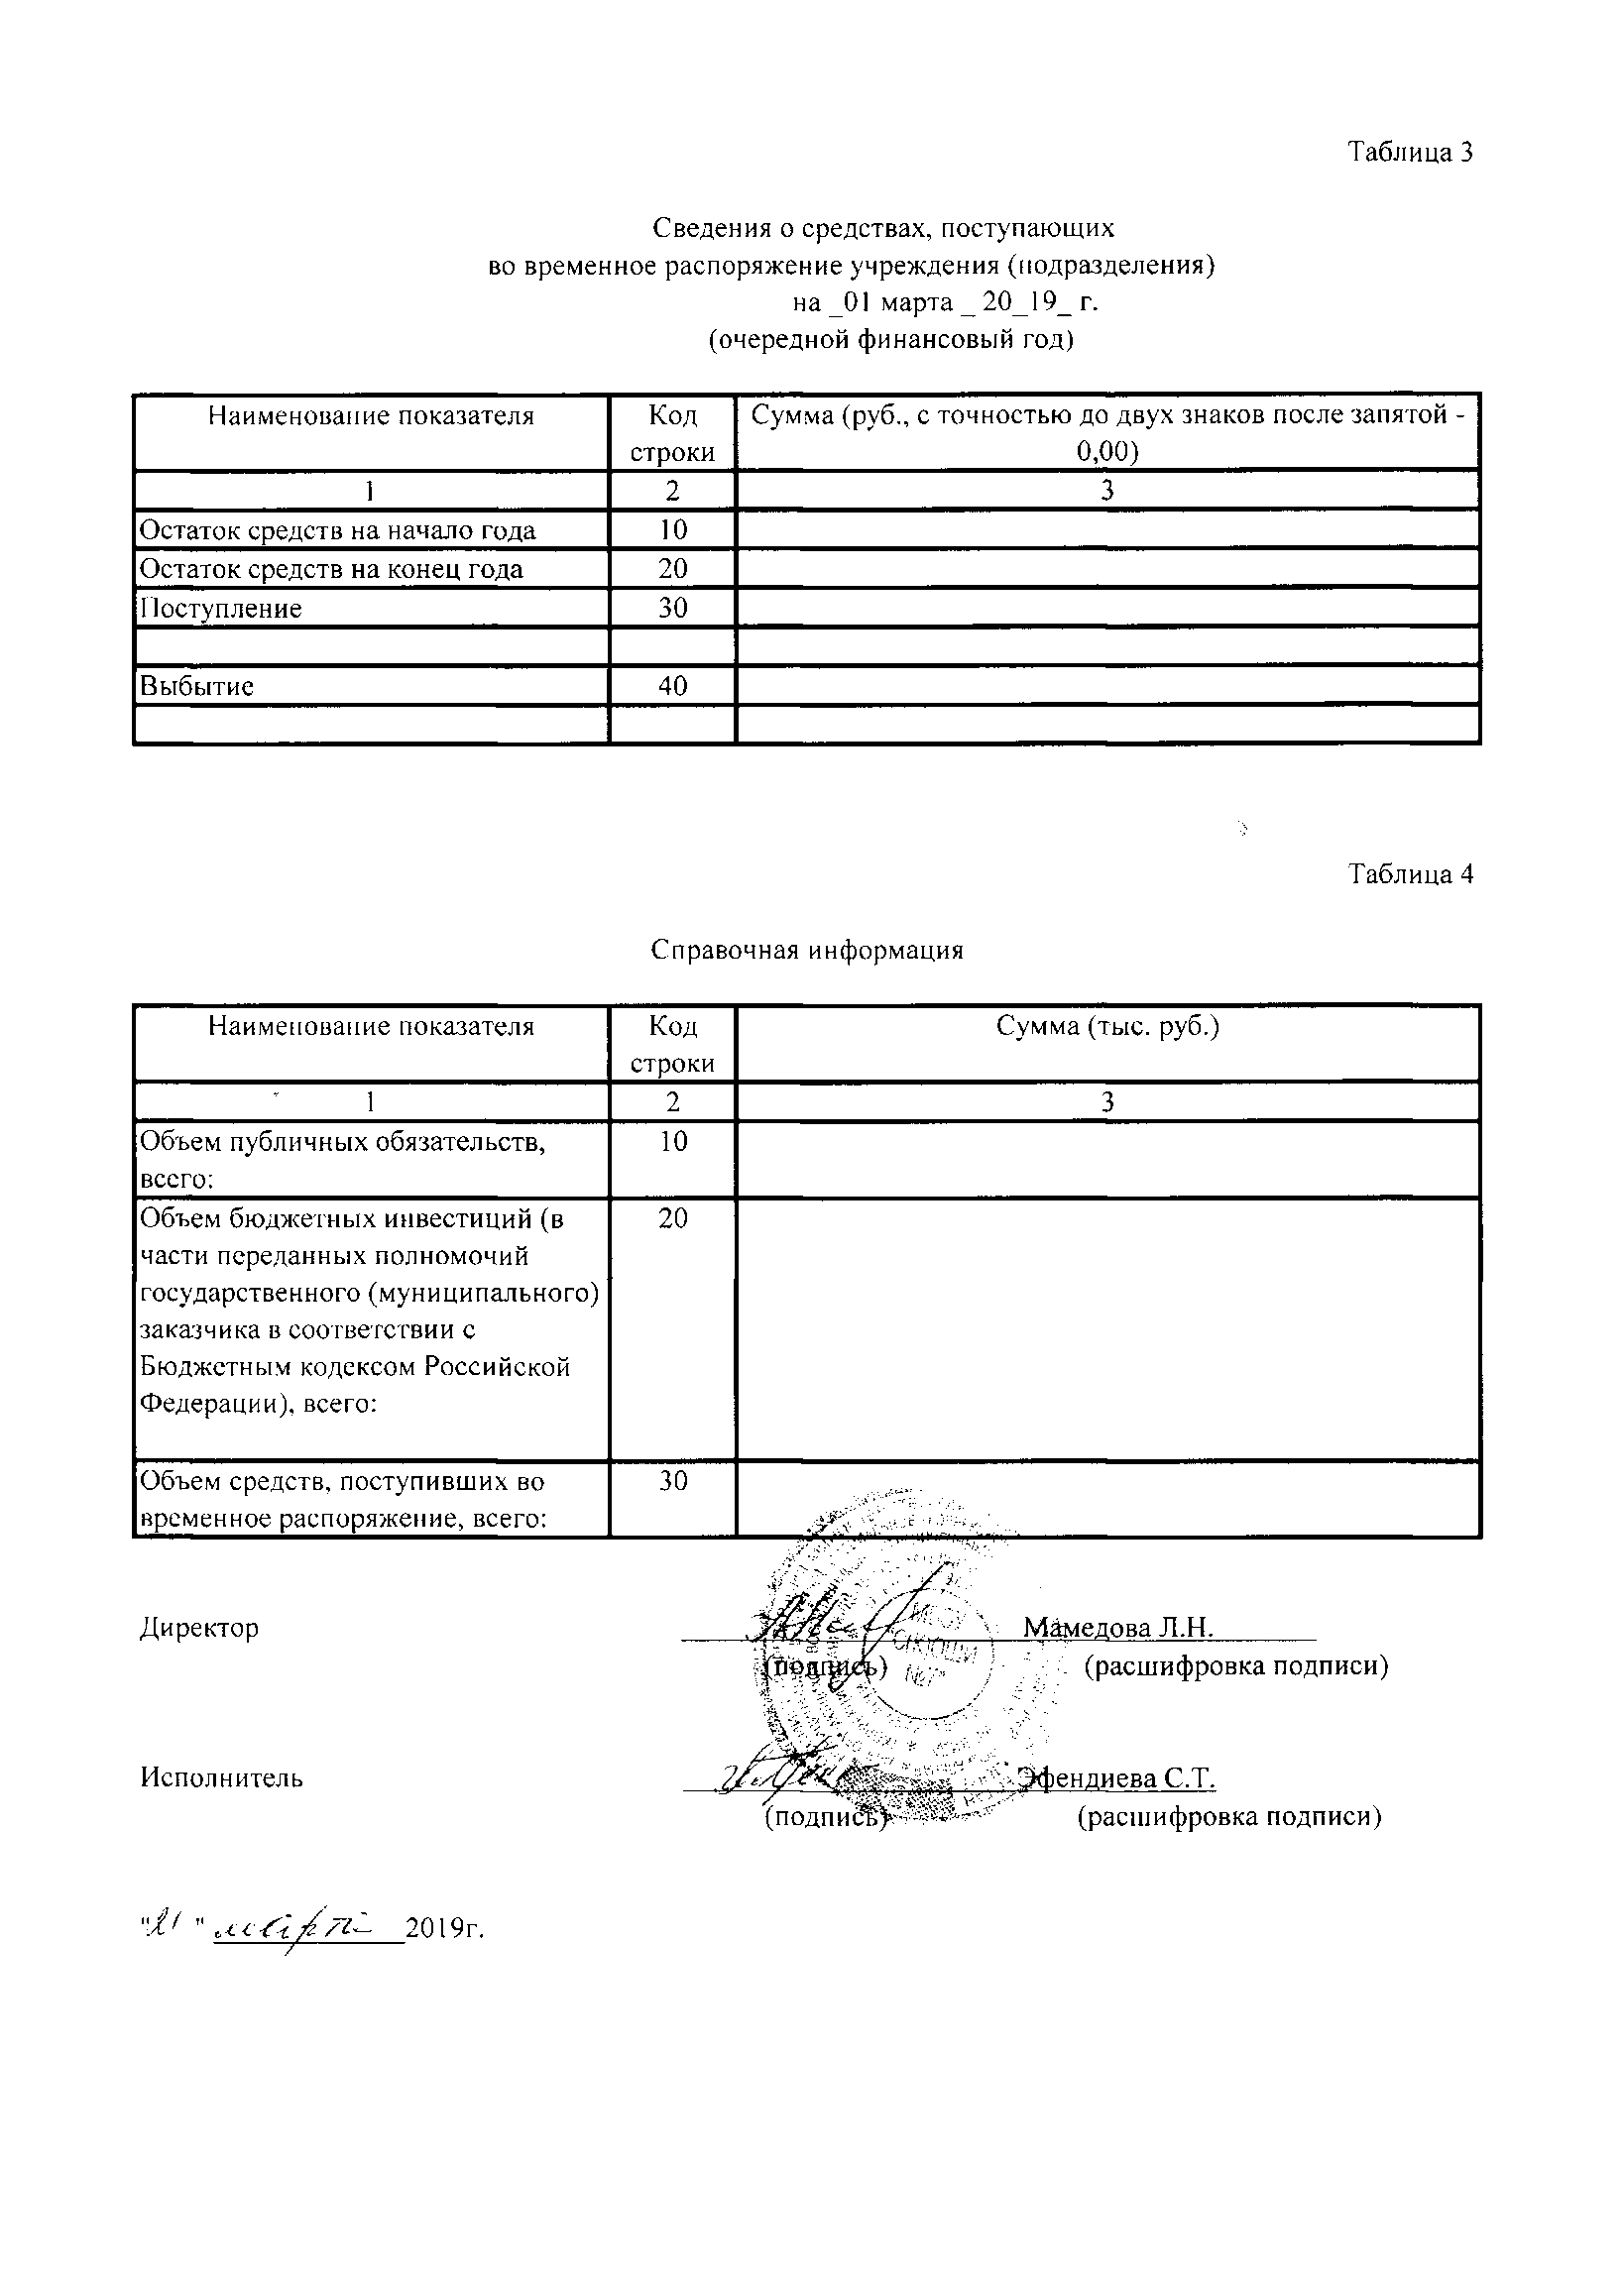 Таблица 3
Сведения о средствах, поступающих
во временное распоряжение учреждения (подразделения)
на _01 марта _ 20_19_ г.
(очередной финансовый год)
Наименование показателя Код строки Сумма (руб., с точностью до двух знаков после запятой - 0,00)
1 2 3
Остаток средств на начало года 10
Остаток средств на конец года 20
Поступление 30
Выбытие 40
Таблица 4
Справочная информация
Наименование показателя Код строки Сумма (тыс. руб.)
1 2 3
Объем публичных обязательств, 10
всего:
Объем бюджетных инвестиций (в 20
части переданных полномочий
государственного (муниципального)
заказчика в соответствии с
Бюджетным кодексом Российской
Федерации), всего:
Объем средств, поступивших во 30
временное распоряжение, всего:
Директор Мамедова Л.Н.
(подпись) (расшифровка подписи)
Исполнитель Эфендиева С.Т.
(подпись) (расшифровка подписи)
"21" марта 2019г.